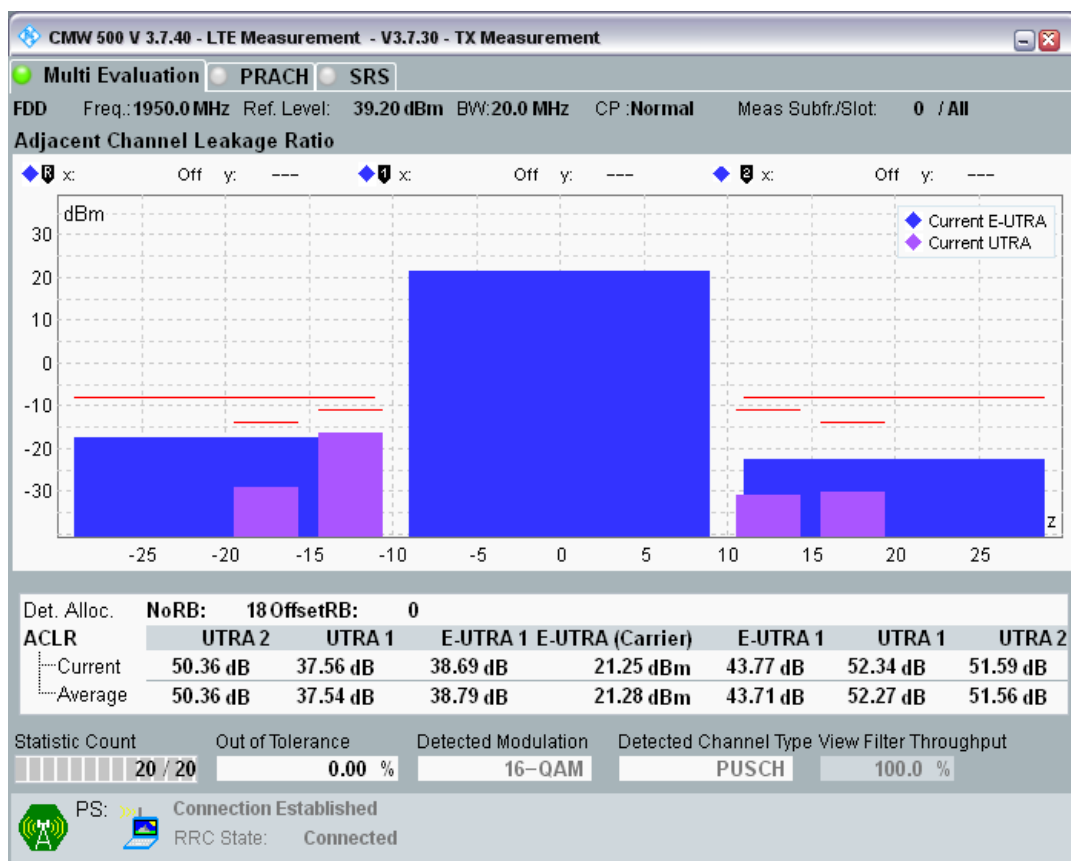 CMW 500 V 3.7.40 - LTE Measurement - V3.7.30 - TX Measurement
Multi Evaluation PRACH SRS
FDD Freq.: 1950.0 MHz Ref. Level: 39.20 dBm BW: 20.0 MHz CP : Normal Meas Subfr./Slot: 0 / All
Adjacent Channel Leakage Ratio
R x: Off y: --- 1 x: Off y: --- 2 x: Off y: ---
dBm
Current E-UTRA
Current UTRA
30
20
10
0
-10
-20
-30
z
-25 -20 -15 -10 -5 0 5 10 15 20 25
Det. Alloc. NoRB: 18 OffsetRB: 0
ACLR UTRA 2 UTRA 1 E-UTRA 1 E-UTRA (Carrier) E-UTRA 1 UTRA 1 UTRA 2
Current 50.36 dB 37.56 dB 38.69 dB 21.25 dBm 43.77 dB 52.34 dB 51.59 dB
Average 50.36 dB 37.54 dB 38.79 dB 21.28 dBm 43.71 dB 52.27 dB 51.56 dB
Statistic Count Out of Tolerance Detected Modulation Detected Channel Type View Filter Throughput
20 / 20 0.00 % 16-QAM PUSCH 100.0 %
PS: Connection Established
RRC State: Connected